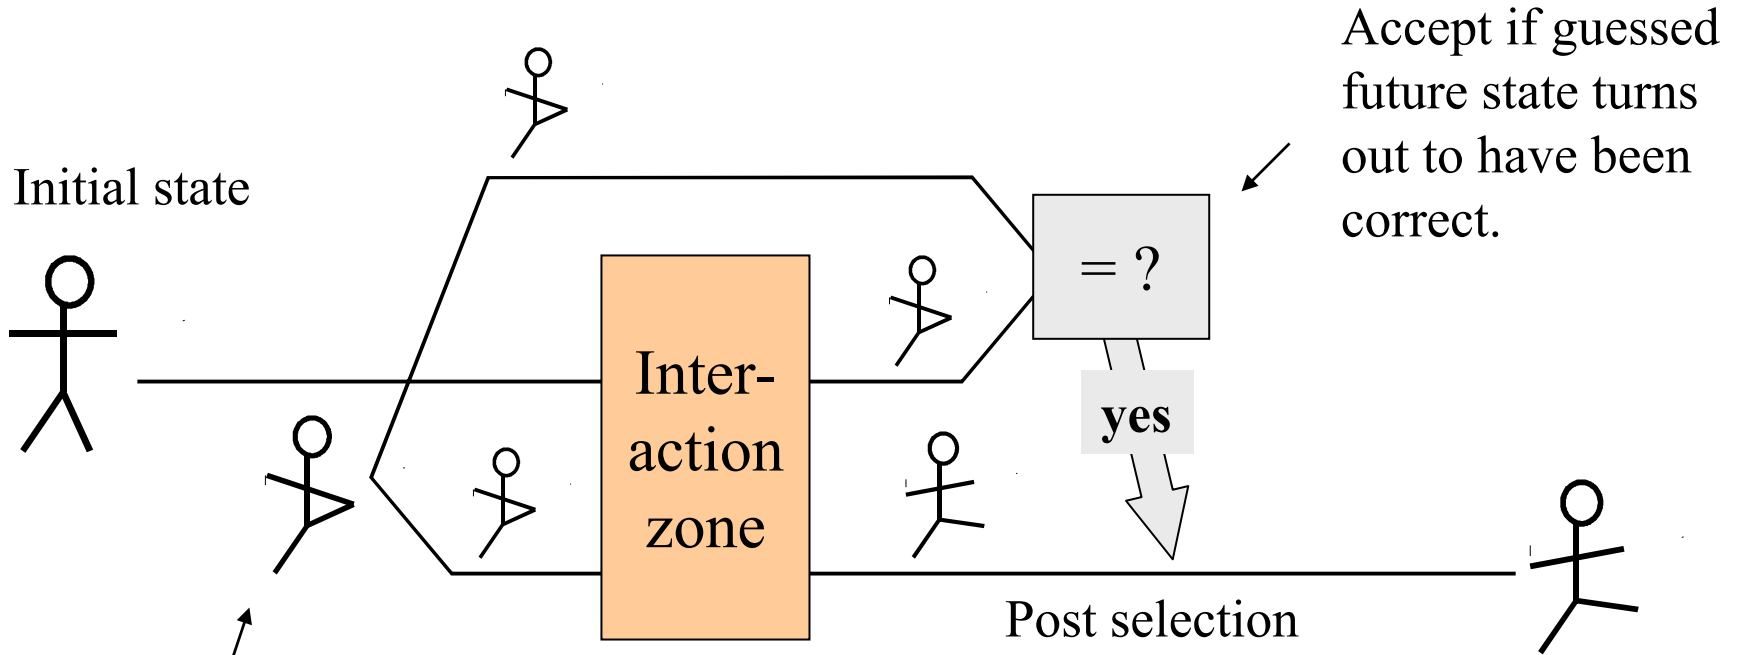 Accept if guessed
future state turns
out to have been
correct.
Initial state
= ?
Inter-
action
zone
yes
Post selection